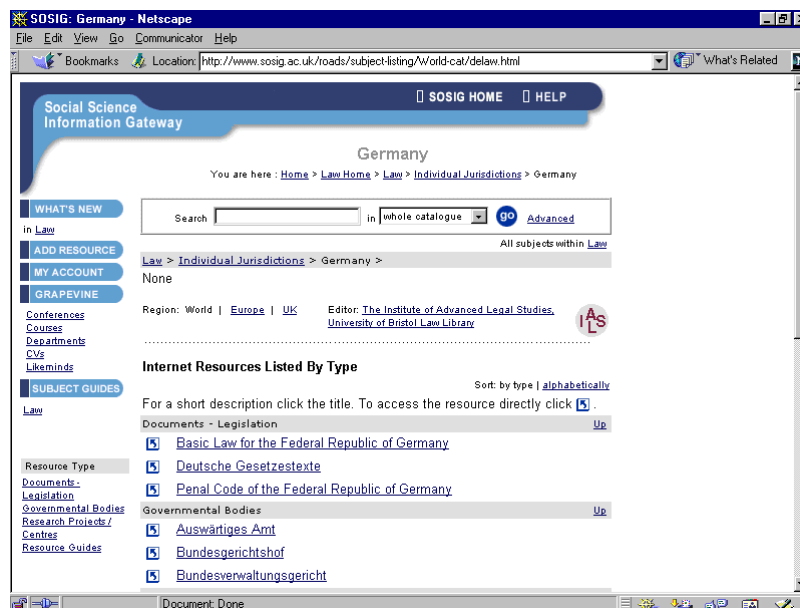 SOSIG: Germany - Netscape
File Edit View Go Communicator Help
Bookmarks Location: http://www.sosig.ac.uk/roads/subject-listing/World-cat/delaw.html What's Related
Social Science
Information Gateway
SOSIG HOME HELP
Germany
You are here : Home > Law Home > Law > Individual Jurisdictions > Germany
WHAT'S NEW
in Law
ADD RESOURCE
MY ACCOUNT
GRAPEVINE
Conferences
Courses
Departments
CVs
Likeminds
SUBJECT GUIDES
Law
Resource Type
Documents -
Legislation
Governmental Bodies
Research Projects /
Centres
Resource Guides
Search in whole catalogue go Advanced
All subjects within Law
Law > Individual Jurisdictions > Germany >
None
Region: World | Europe | UK
Editor: The Institute of Advanced Legal Studies,
University of Bristol Law Library
IALS
Internet Resources Listed By Type
Sort: by type | alphabetically
For a short description click the title. To access the resource directly click .
Documents - Legislation Up
Basic Law for the Federal Republic of Germany
Deutsche Gesetzestexte
Penal Code of the Federal Republic of Germany
Governmental Bodies Up
Auswärtiges Amt
Bundesgerichtshof
Bundesverwaltungsgericht
Document: Done